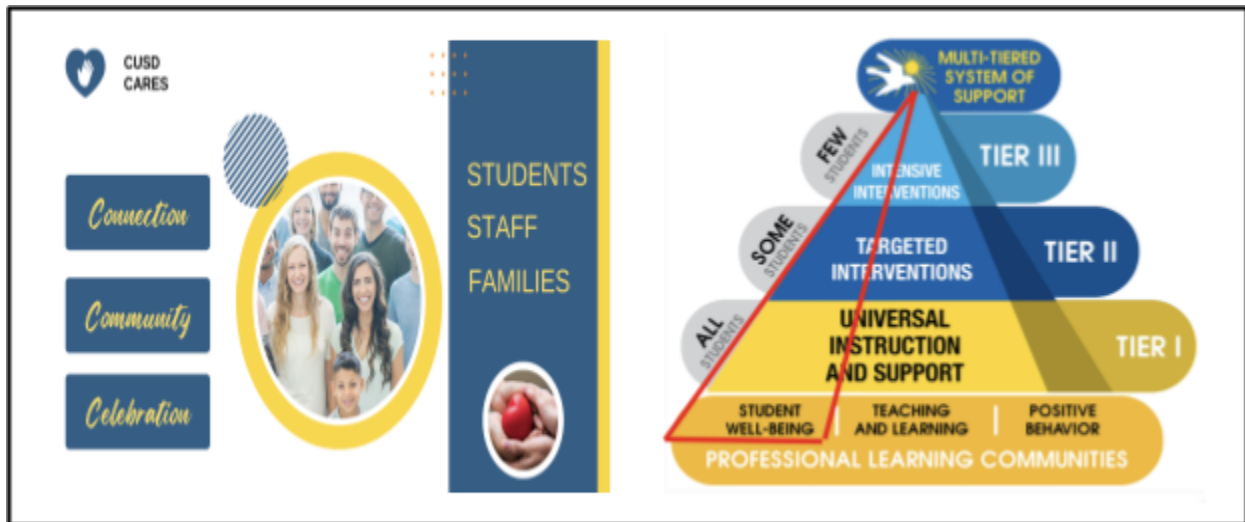 CUSD
CARES
Connection
Community
Celebration
STUDENTS
STAFF
FAMILIES
MULTI-TIERED
SYSTEM OF
SUPPORT
FEW
STUDENTS
INTENSIVE
INTERVENTIONS
TIER III
SOME
STUDENTS
TARGETED
INTERVENTIONS
TIER II
ALL
STUDENTS
UNIVERSAL
INSTRUCTION
AND SUPPORT
TIER I
STUDENT
WELL-BEING
TEACHING
AND LEARNING
POSITIVE
BEHAVIOR
PROFESSIONAL LEARNING COMMUNITIES